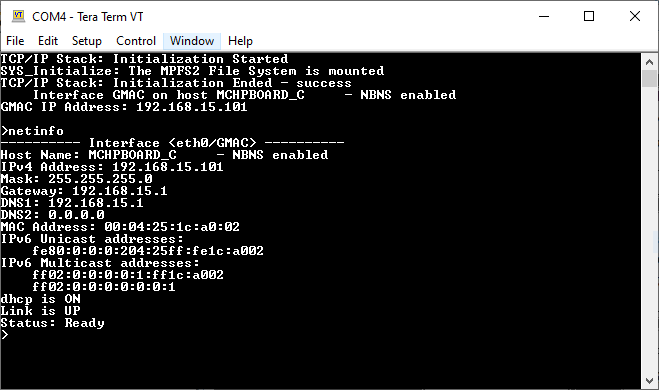 COM4 - Tera Term VT
File Edit Setup Control Window Help
TCP/IP Stack: Initialization Started
SYS_Initialize: The MPFS2 File System is mounted
TCP/IP Stack: Initialization Ended - success
    Interface GMAC on host MCHPBOARD_C     - NBNS enabled
GMAC IP Address: 192.168.15.101
>netinfo
---------- Interface <eth0/GMAC> ----------
Host Name: MCHPBOARD_C     - NBNS enabled
IPv4 Address: 192.168.15.101
Mask: 255.255.255.0
Gateway: 192.168.15.1
DNS1: 192.168.15.1
DNS2: 0.0.0.0
MAC Address: 00:04:25:1c:a0:02
IPv6 Unicast addresses:
    fe80:0:0:0:204:25ff:fe1c:a002
IPv6 Multicast addresses:
    ff02:0:0:0:0:1:ff1c:a002
    ff02:0:0:0:0:0:0:1
dhcp is ON
Link is UP
Status: Ready
>